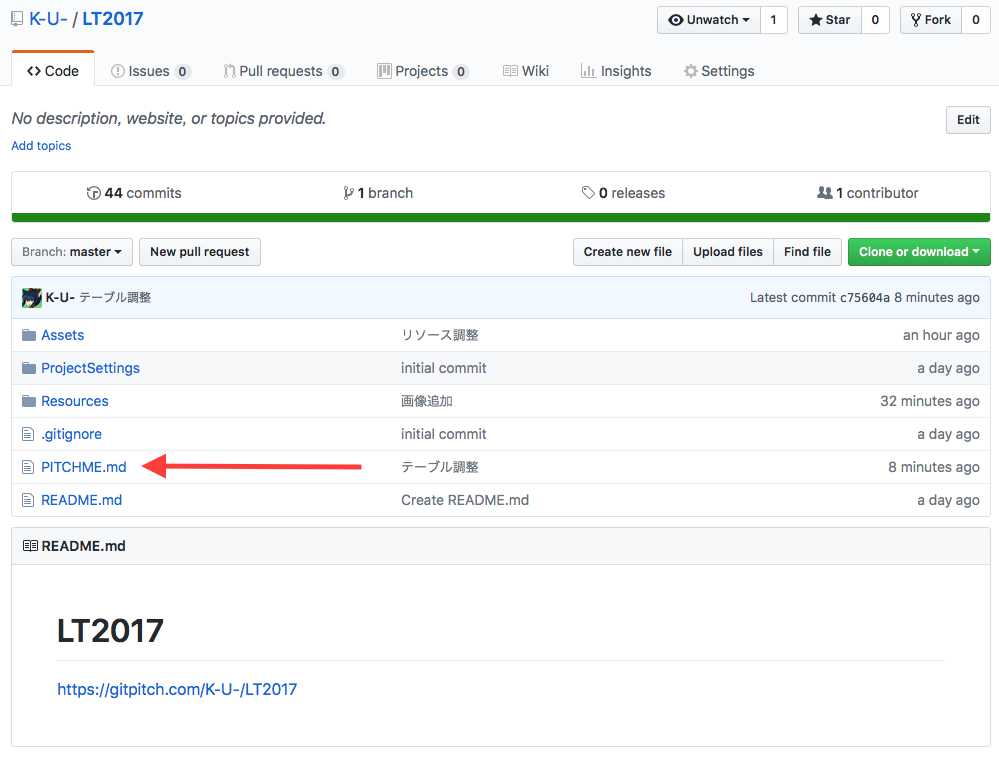 K-U- / LT2017
Unwatch 1 Star 0 Fork 0
Code Issues 0 Pull requests 0 Projects 0 Wiki Insights Settings
No description, website, or topics provided.
Edit
Add topics
44 commits 1 branch 0 releases 1 contributor
Branch: master New pull request Create new file Upload files Find file Clone or download
K-U- テーブル調整 Latest commit c75604a 8 minutes ago
Assets リソース調整 an hour ago
ProjectSettings initial commit a day ago
Resources 画像追加 32 minutes ago
.gitignore initial commit a day ago
PITCHME.md テーブル調整 8 minutes ago
README.md Create README.md a day ago
README.md
LT2017
https://gitpitch.com/K-U-/LT2017